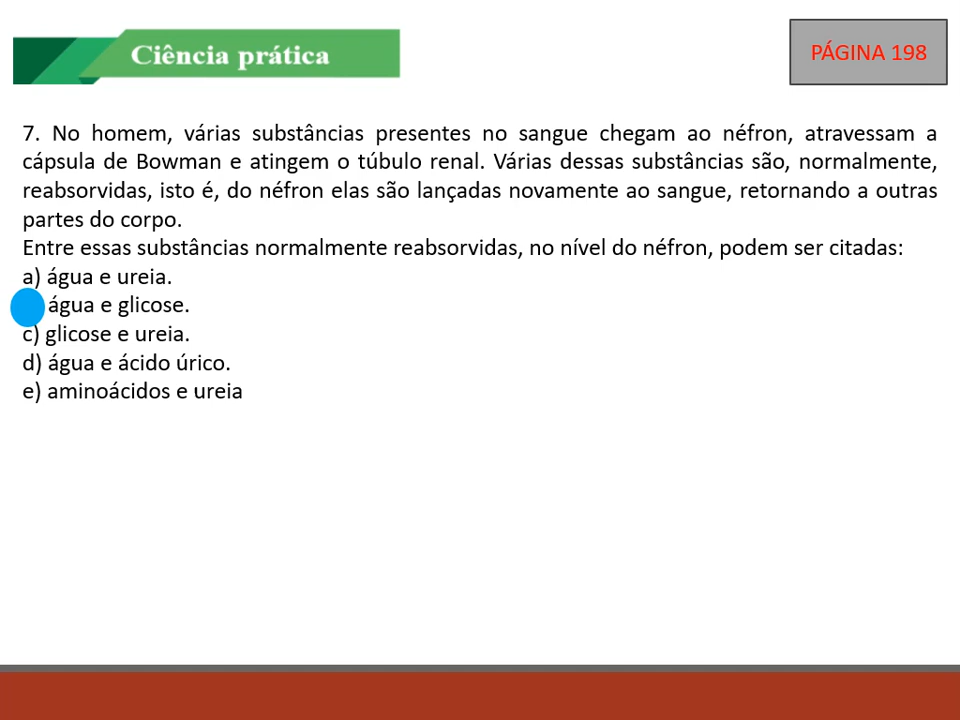 Ciência prática
PÁGINA 198
7. No homem, várias substâncias presentes no sangue chegam ao néfron, atravessam a
cápsula de Bowman e atingem o túbulo renal. Várias dessas substâncias são, normalmente,
reabsorvidas, isto é, do néfron elas são lançadas novamente ao sangue, retornando a outras
partes do corpo.
Entre essas substâncias normalmente reabsorvidas, no nível do néfron, podem ser citadas:
a) água e ureia.
água e glicose.
c) glicose e ureia.
d) água e ácido úrico.
e) aminoácidos e ureia